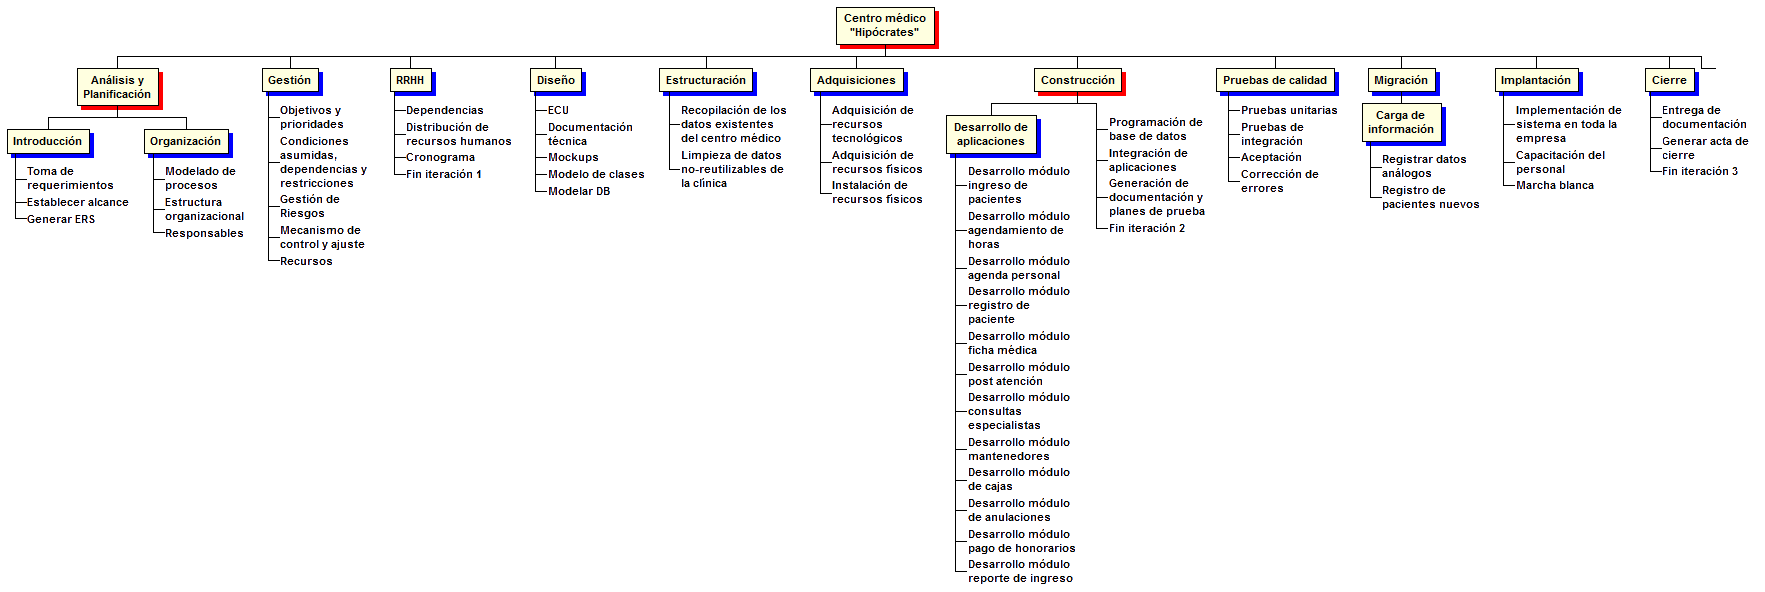 Centro médico
"Hipócrates"
Análisis y
Planificación
Introducción
Toma de
requerimientos
Establecer alcance
Generar ERS
Organización
Modelado de
procesos
Estructura
organizacional
Responsables
Gestión
Objetivos y
prioridades
Condiciones
asumidas,
dependencias y
restricciones
Gestión de
Riesgos
Mecanismo de
control y ajuste
Recursos
RRHH
Dependencias
Distribución de
recursos humanos
Cronograma
Fin iteración 1
Diseño
ECU
Documentación
técnica
Mockups
Modelo de clases
Modelar DB
Estructuración
Recopilación de los
datos existentes
del centro médico
Limpieza de datos
no-reutilizables de
la clínica
Adquisiciones
Adquisición de
recursos
tecnológicos
Adquisición de
recursos físicos
Instalación de
recursos físicos
Construcción
Desarrollo de
aplicaciones
Desarrollo módulo
ingreso de
pacientes
Desarrollo módulo
agendamiento de
horas
Desarrollo módulo
agenda personal
Desarrollo módulo
registro de
paciente
Desarrollo módulo
ficha médica
Desarrollo módulo
post atención
Desarrollo módulo
consultas
especialistas
Desarrollo módulo
mantenedores
Desarrollo módulo
de cajas
Desarrollo módulo
de anulaciones
Desarrollo módulo
pago de honorarios
Desarrollo módulo
reporte de ingreso
Programación de
base de datos
Integración de
aplicaciones
Generación de
documentación y
planes de prueba
Fin iteración 2
Pruebas de calidad
Pruebas unitarias
Pruebas de
integración
Aceptación
Corrección de
errores
Migración
Carga de
información
Registrar datos
análogos
Registro de
pacientes nuevos
Implantación
Implementación de
sistema en toda la
empresa
Capacitación del
personal
Marcha blanca
Cierre
Entrega de
documentación
Generar acta de
cierre
Fin iteración 3